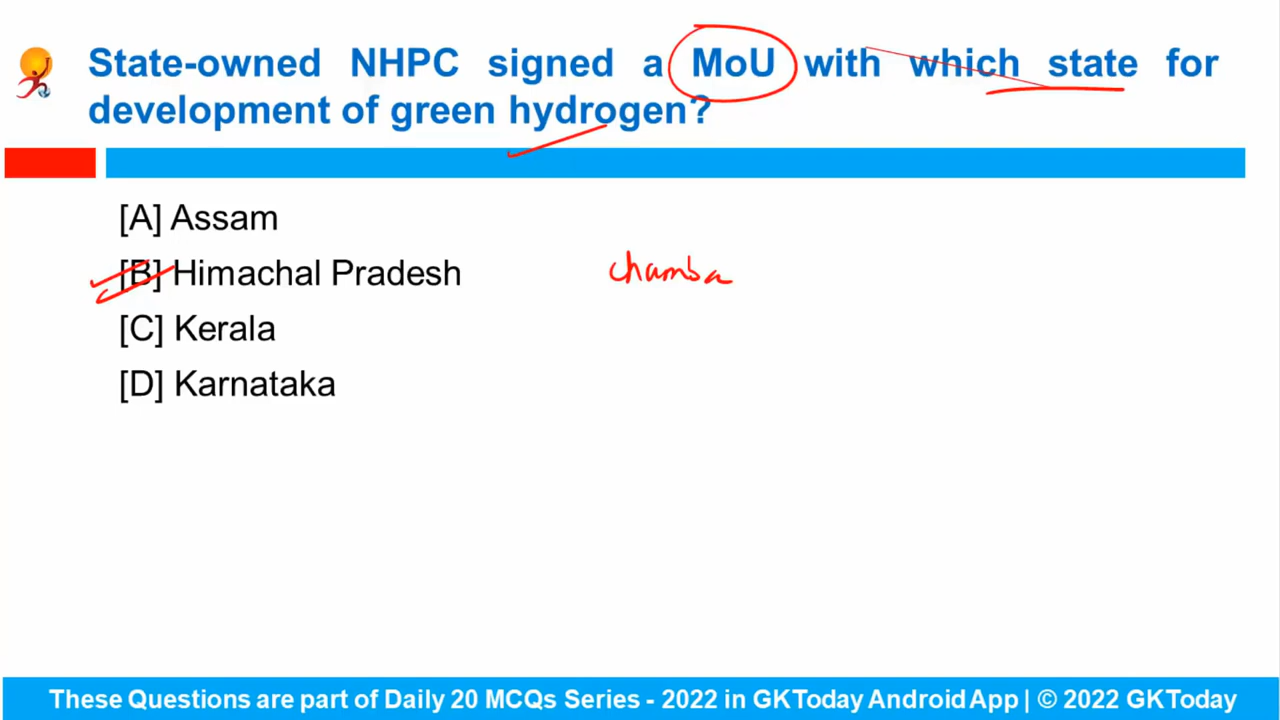 State-owned NHPC signed a MoU with which state for
development of green hydrogen?
[A] Assam
[B] Himachal Pradesh
chamba
[C] Kerala
[D] Karnataka
These Questions are part of Daily 20 MCQs Series - 2022 in GKToday Android App | © 2022 GKToday